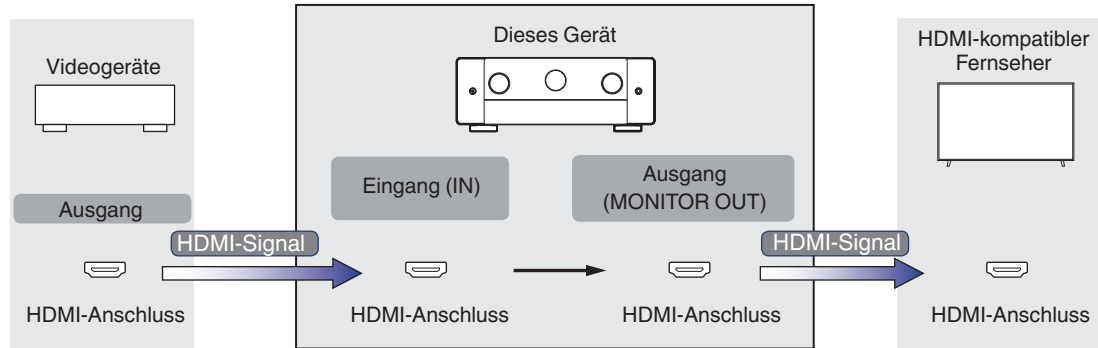 Videogeräte
Ausgang
HDMI-Signal
HDMI-Anschluss
Dieses Gerät
Eingang (IN)
HDMI-Anschluss
Ausgang
(MONITOR OUT)
HDMI-Anschluss
HDMI-Signal
HDMI-kompatibler
Fernseher
HDMI-Anschluss